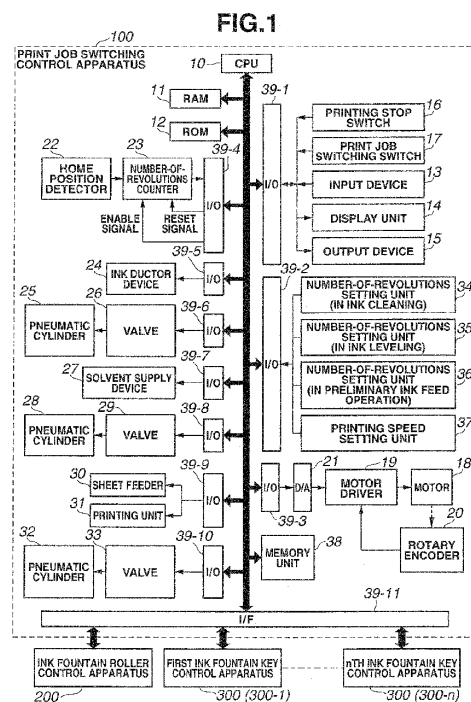 FIG.1
100
PRINT JOB SWITCHING
CONTROL APPARATUS
10
CPU
11
RAM
12
ROM
39-1
I/O
16
PRINTING STOP
SWITCH
17
PRINT JOB
SWITCHING SWITCH
13
INPUT DEVICE
14
DISPLAY UNIT
15
OUTPUT DEVICE
22
HOME
POSITION
DETECTOR
23
NUMBER-OF-
REVOLUTIONS
COUNTER
39-4
I/O
ENABLE
SIGNAL
RESET
SIGNAL
39-5
24
INK DUCTOR
DEVICE
I/O
39-2
I/O
34
NUMBER-OF-REVOLUTIONS
SETTING UNIT
(IN INK CLEANING)
35
NUMBER-OF-REVOLUTIONS
SETTING UNIT
(IN INK LEVELING)
36
NUMBER-OF-REVOLUTIONS
SETTING UNIT
(IN PRELIMINARY INK FEED
OPERATION)
37
PRINTING SPEED
SETTING UNIT
25
PNEUMATIC
CYLINDER
26
VALVE
39-6
I/O
27
SOLVENT SUPPLY
DEVICE
39-7
I/O
28
PNEUMATIC
CYLINDER
29
VALVE
39-8
I/O
30
SHEET FEEDER
31
PRINTING UNIT
39-9
I/O
39-3
I/O
21
D/A
19
MOTOR
DRIVER
18
MOTOR
20
ROTARY
ENCODER
32
PNEUMATIC
CYLINDER
33
VALVE
39-10
I/O
38
MEMORY
UNIT
39-11
I/F
INK FOUNTAIN ROLLER
CONTROL APPARATUS
200
FIRST INK FOUNTAIN KEY
CONTROL APPARATUS
300 (300-1)
nTH INK FOUNTAIN KEY
CONTROL APPARATUS
300 (300-n)